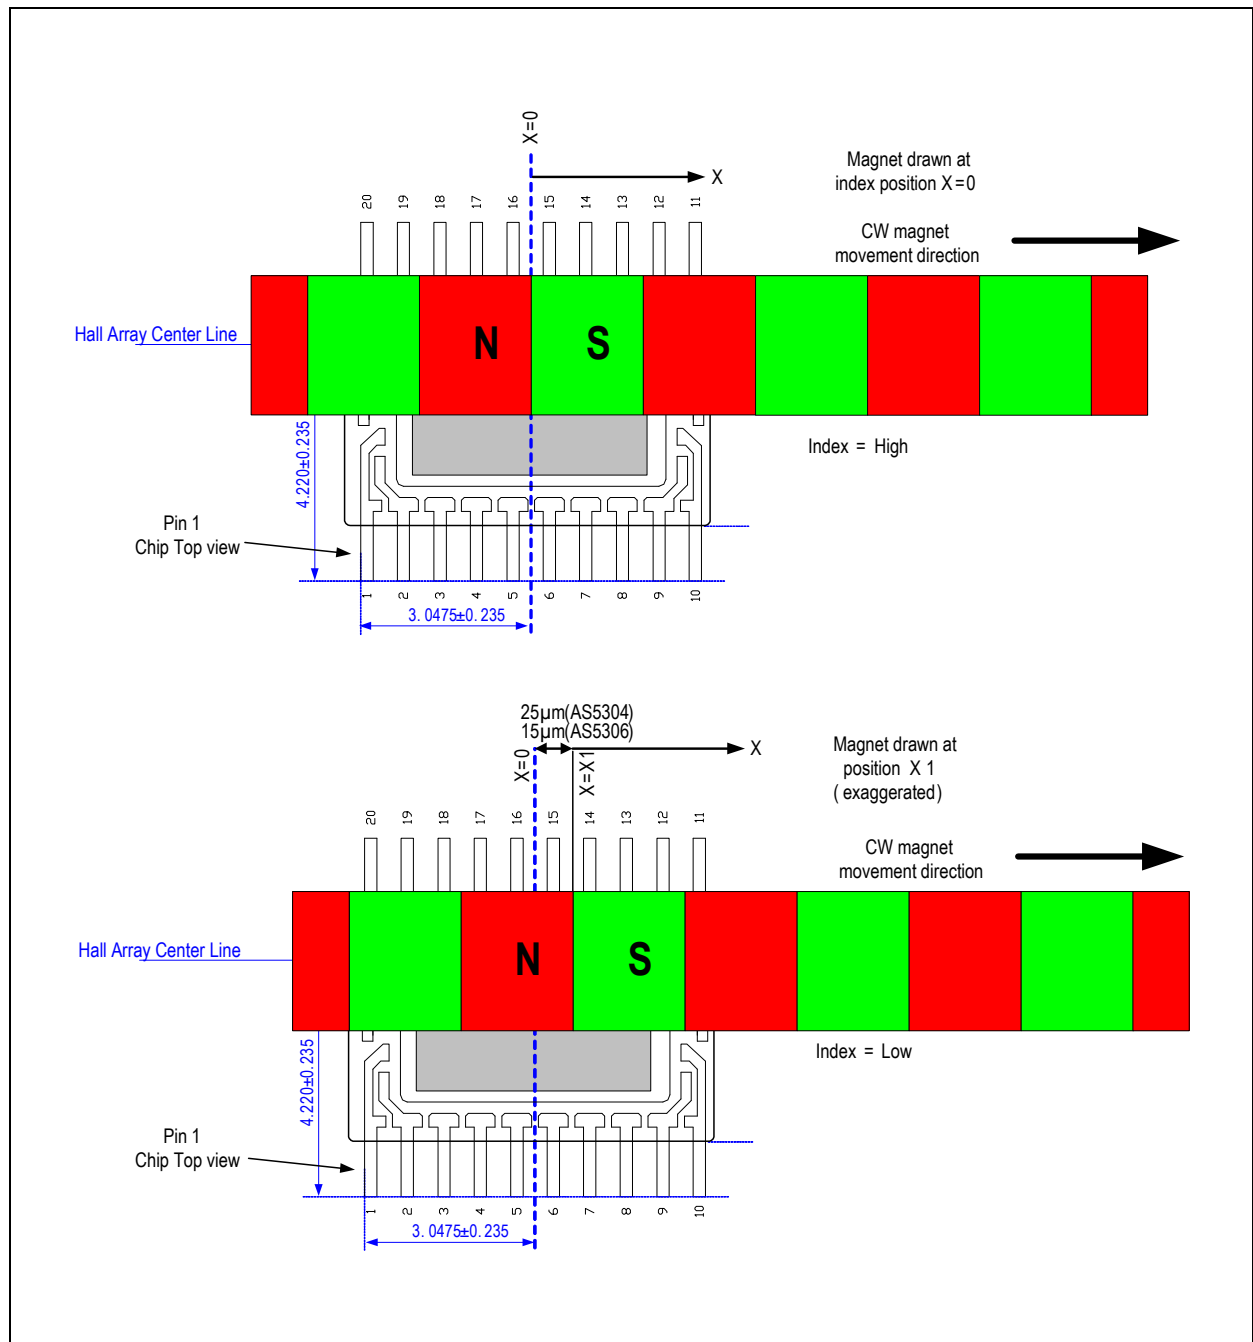 X=0
X
Magnet drawn at
index position X=0
20 19 18 17 16 15 14 13 12 11
CW magnet
movement direction
Hall Array Center Line
N S
4.220±0.235
Index = High
Pin 1
Chip Top view
1 2 3 4 5 6 7 8 9 10
3. 0475±0. 235
25µm(AS5304)
15µm(AS5306)
X=0
X=X1
X
Magnet drawn at
position X 1
( exaggerated)
20 19 18 17 16 15 14 13 12 11
CW magnet
movement direction
Hall Array Center Line
N S
4.220±0.235
Index = Low
Pin 1
Chip Top view
1 2 3 4 5 6 7 8 9 10
3. 0475±0. 235